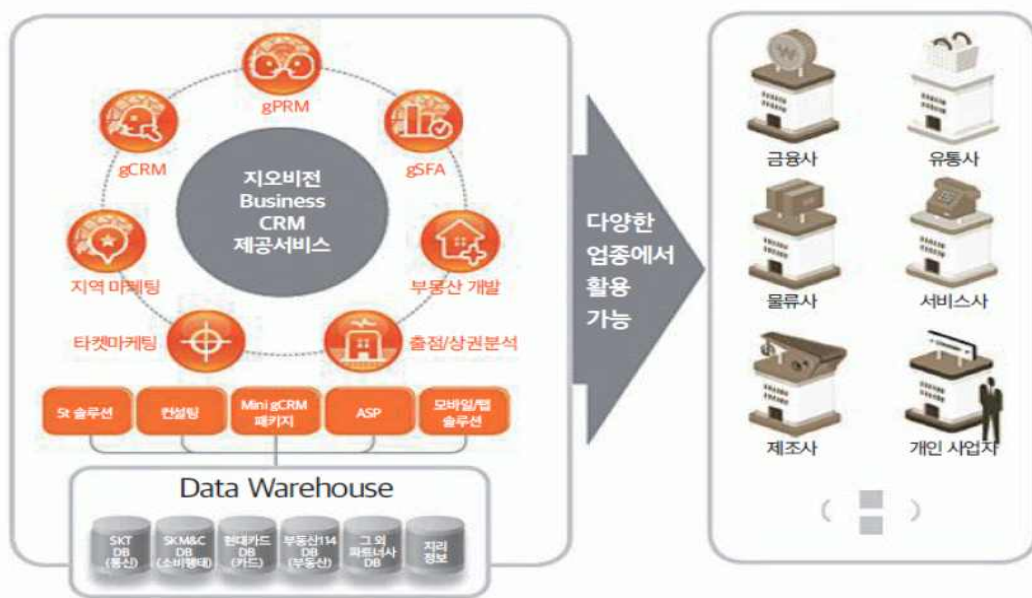 gPRM
gCRM
gSFA
지오비전
Business
CRM
제공서비스
지역 마케팅
부동산 개발
타켓마케팅
출점/상권분석
St 솔루션
컨설팅
Mini gCRM
패키지
ASP
모바일/랩
솔루션
Data Warehouse
SKT
DB
(통신)
SKM&C
DB
(소비행태)
현대카드
DB
(카드)
부동산114
DB
(부동산)
그 외
파트너사
DB
지리
정보
다양한
업종에서
활용
가능
금융사
유통사
물류사
서비스사
제조사
개인 사업자